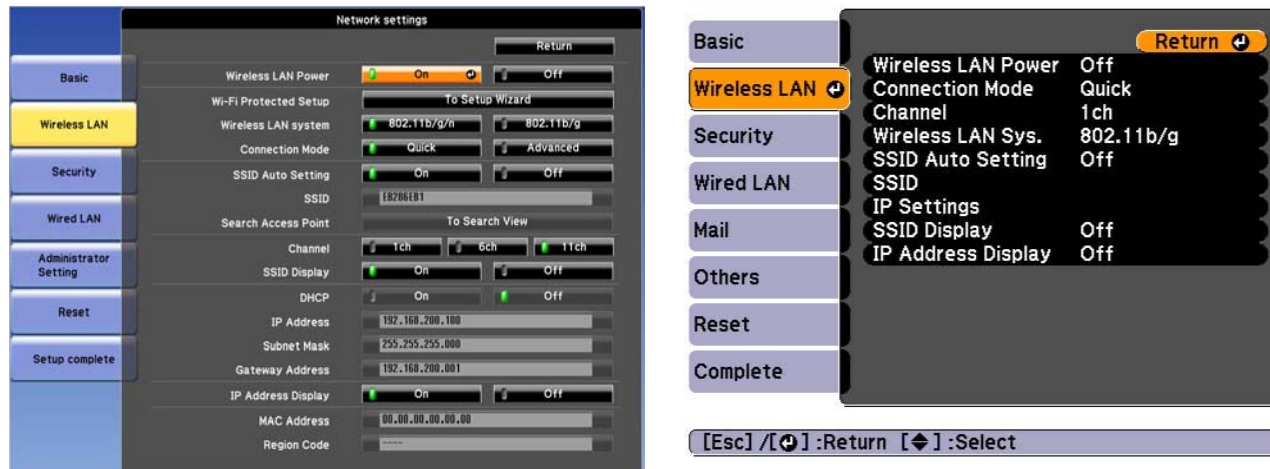 Network settings
Return
Basic
Wireless LAN
Security
Wired LAN
Administrator
Setting
Reset
Setup complete
Wireless LAN Power On Off
Wi-Fi Protected Setup To Setup Wizard
Wireless LAN system 802.11b/g/n 802.11b/g
Connection Mode Quick Advanced
SSID Auto Setting On Off
SSID EB286EB1
Search Access Point To Search View
Channel 1ch 6ch 11ch
SSID Display On Off
DHCP On Off
IP Address 192.168.200.100
Subnet Mask 255.255.255.000
Gateway Address 192.168.200.001
IP Address Display On Off
MAC Address 00.00.00.00.00.00
Region Code ----
Basic
Wireless LAN
Security
Wired LAN
Mail
Others
Reset
Complete
Return
Wireless LAN Power Off
Connection Mode Quick
Channel 1ch
Wireless LAN Sys. 802.11b/g
SSID Auto Setting Off
SSID
IP Settings
SSID Display Off
IP Address Display Off
[Esc] /[ ] :Return [ ] :Select